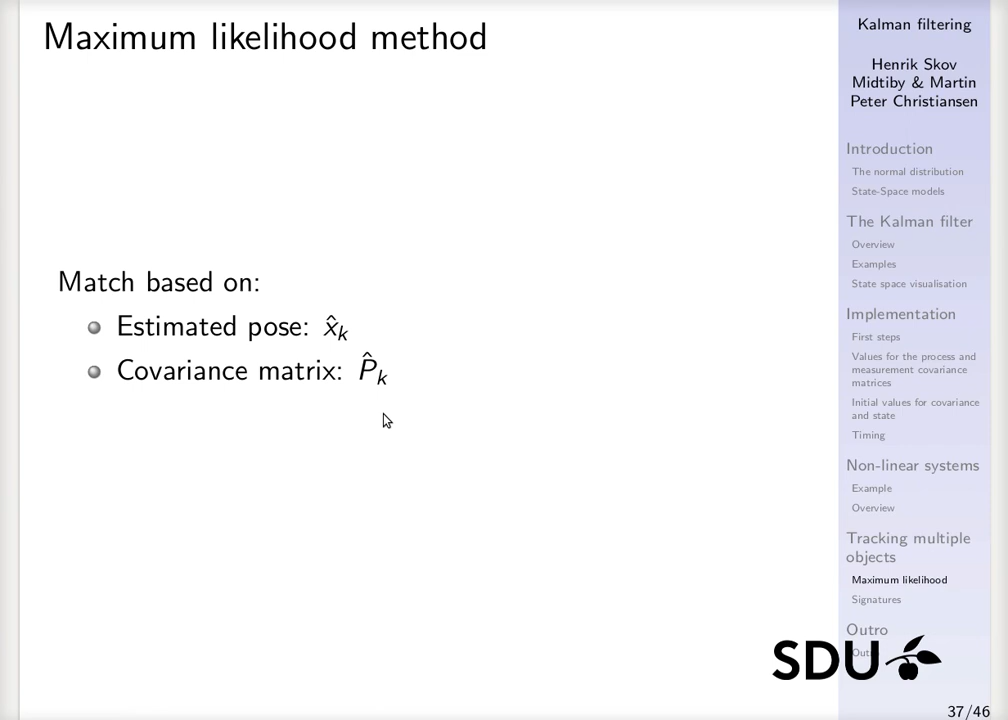 Maximum likelihood method
Match based on:
Estimated pose: x̂ₖ
Covariance matrix: P̂ₖ
Kalman filtering
Henrik Skov
Midtiby & Martin
Peter Christiansen
Introduction
The normal distribution
State-Space models
The Kalman filter
Overview
Examples
State space visualisation
Implementation
First steps
Values for the process and
measurement covariance
matrices
Initial values for covariance
and state
Timing
Non-linear systems
Example
Overview
Tracking multiple
objects
Maximum likelihood
Signatures
Outro
SDU
37/46